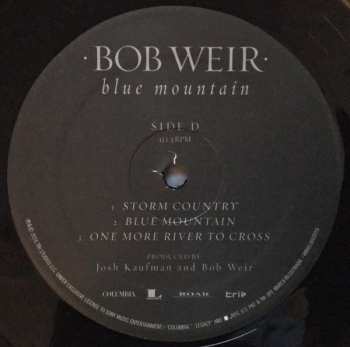 ·BOB WEIR·
blue mountain
SIDE D
33 1/3 RPM
1. STORM COUNTRY
2. BLUE MOUNTAIN
3. ONE MORE RIVER TO CROSS
PRODUCED BY
Josh Kaufman and Bob Weir
COLUMBIA L ROAR